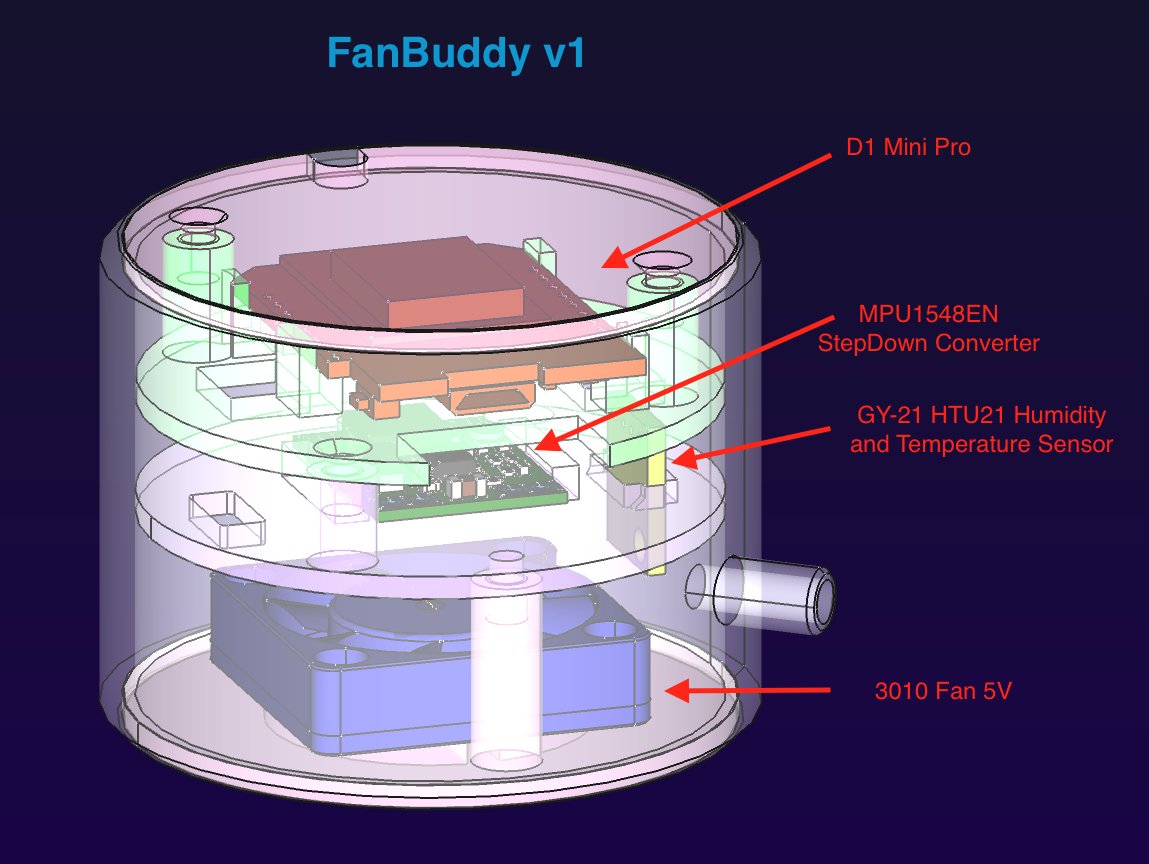 FanBuddy v1
D1 Mini Pro
MPU1548EN
StepDown Converter
GY-21 HTU21 Humidity
and Temperature Sensor
3010 Fan 5V